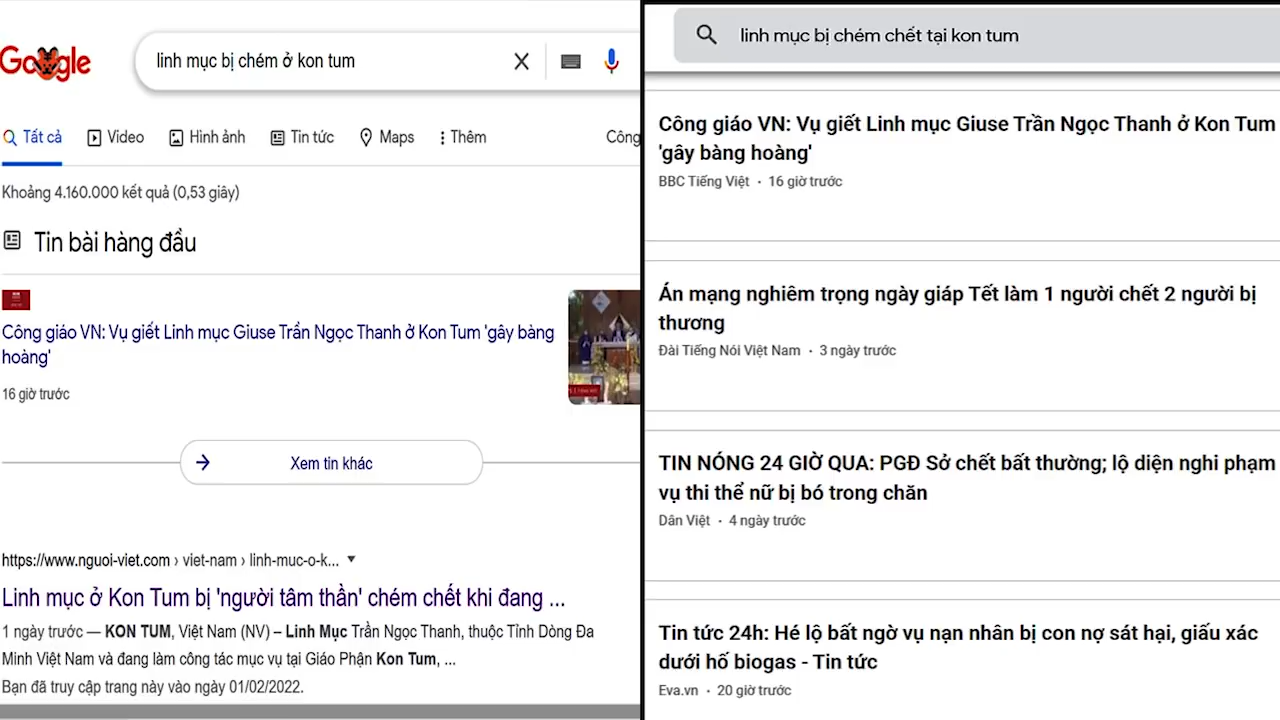 Google
linh mục bị chém ở kon tum
Tất cả
Video
Hình ảnh
Tin tức
Maps
Thêm
Công
Khoảng 4.160.000 kết quả (0,53 giây)
Tin bài hàng đầu
Công giáo VN: Vụ giết Linh mục Giuse Trần Ngọc Thanh ở Kon Tum 'gây bàng
hoàng'
16 giờ trước
Xem tin khác
https://www.nguoi-viet.com › viet-nam › linh-muc-o-k...
Linh mục ở Kon Tum bị 'người tâm thần' chém chết khi đang ...
1 ngày trước — KON TUM, Việt Nam (NV) – Linh Mục Trần Ngọc Thanh, thuộc Tỉnh Dòng Đa
Minh Việt Nam và đang làm công tác mục vụ tại Giáo Phận Kon Tum, ...
Bạn đã truy cập trang này vào ngày 01/02/2022.
linh mục bị chém chết tại kon tum
Công giáo VN: Vụ giết Linh mục Giuse Trần Ngọc Thanh ở Kon Tum
'gây bàng hoàng'
BBC Tiếng Việt · 16 giờ trước
Án mạng nghiêm trọng ngày giáp Tết làm 1 người chết 2 người bị
thương
Đài Tiếng Nói Việt Nam · 3 ngày trước
TIN NÓNG 24 GIỜ QUA: PGĐ Sở chết bất thường; lộ diện nghi phạm
vụ thi thể nữ bị bó trong chăn
Dân Việt · 4 ngày trước
Tin tức 24h: Hé lộ bất ngờ vụ nạn nhân bị con nợ sát hại, giấu xác
dưới hố biogas - Tin tức
Eva.vn · 20 giờ trước